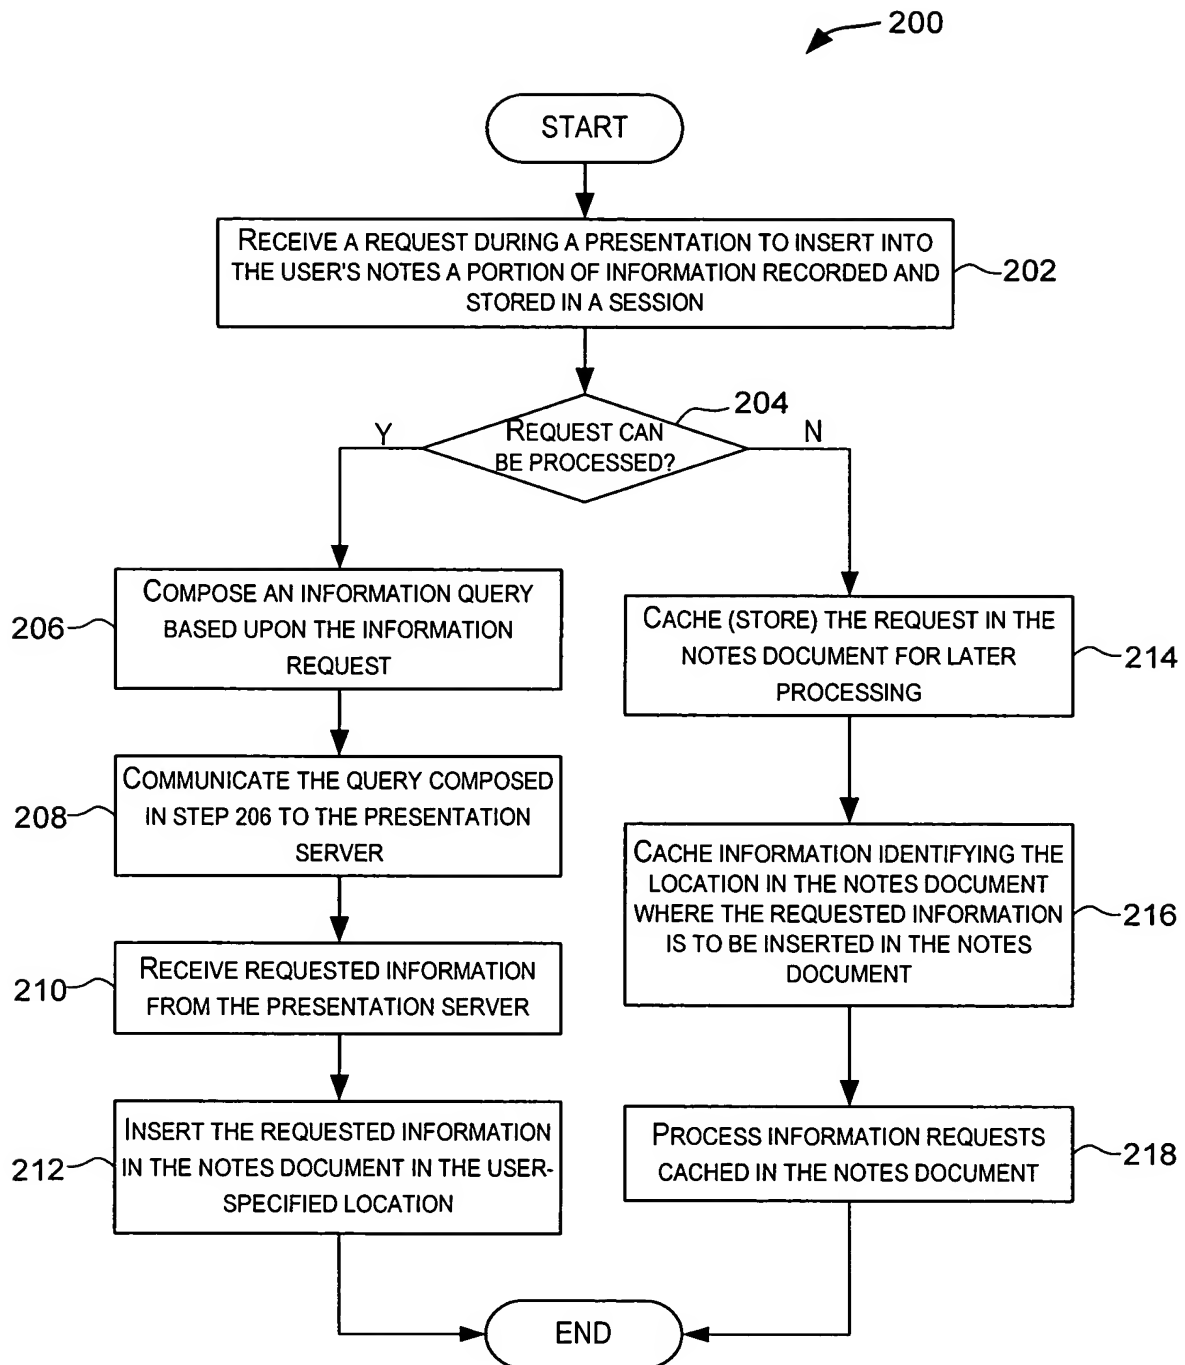 200
START
RECEIVE A REQUEST DURING A PRESENTATION TO INSERT INTO
THE USER'S NOTES A PORTION OF INFORMATION RECORDED AND
STORED IN A SESSION
202
204
Y
REQUEST CAN
BE PROCESSED?
N
COMPOSE AN INFORMATION QUERY
BASED UPON THE INFORMATION
REQUEST
206
COMMUNICATE THE QUERY COMPOSED
IN STEP 206 TO THE PRESENTATION
SERVER
208
RECEIVE REQUESTED INFORMATION
FROM THE PRESENTATION SERVER
210
INSERT THE REQUESTED INFORMATION
IN THE NOTES DOCUMENT IN THE USER-
SPECIFIED LOCATION
212
CACHE (STORE) THE REQUEST IN THE
NOTES DOCUMENT FOR LATER
PROCESSING
214
CACHE INFORMATION IDENTIFYING THE
LOCATION IN THE NOTES DOCUMENT
WHERE THE REQUESTED INFORMATION
IS TO BE INSERTED IN THE NOTES
DOCUMENT
216
PROCESS INFORMATION REQUESTS
CACHED IN THE NOTES DOCUMENT
218
END